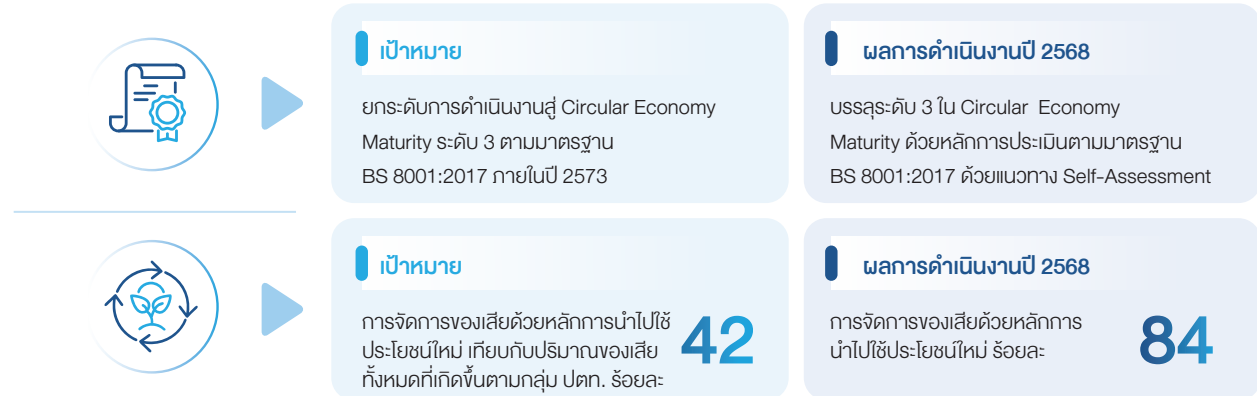 เป้าหมาย
ยกระดับการดำเนินงานสู่ Circular Economy
Maturity ระดับ 3 ตามมาตรฐาน
BS 8001:2017 ภายในปี 2573
ผลการดำเนินงานปี 2568
บรรลุระดับ 3 ใน Circular Economy
Maturity ด้วยหลักการประเมินตามมาตรฐาน
BS 8001:2017 ด้วยแนวทาง Self-Assessment
เป้าหมาย
การจัดการของเสียด้วยหลักการนำไปใช้
ประโยชน์ใหม่ เทียบกับปริมาณของเสีย
ทั้งหมดที่เกิดขึ้นตามกลุ่ม ปตท. ร้อยละ
42
ผลการดำเนินงานปี 2568
การจัดการของเสียด้วยหลักการ
นำไปใช้ประโยชน์ใหม่ ร้อยละ
84